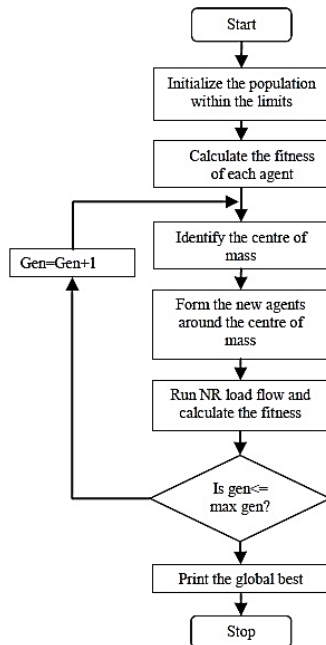 Start
Initialize the population
within the limits
Calculate the fitness
of each agent
Identify the centre of
mass
Gen=Gen+1
Form the new agents
around the centre of
mass
Run NR load flow and
calculate the fitness
Is gen<=
max gen?
Print the global best
Stop